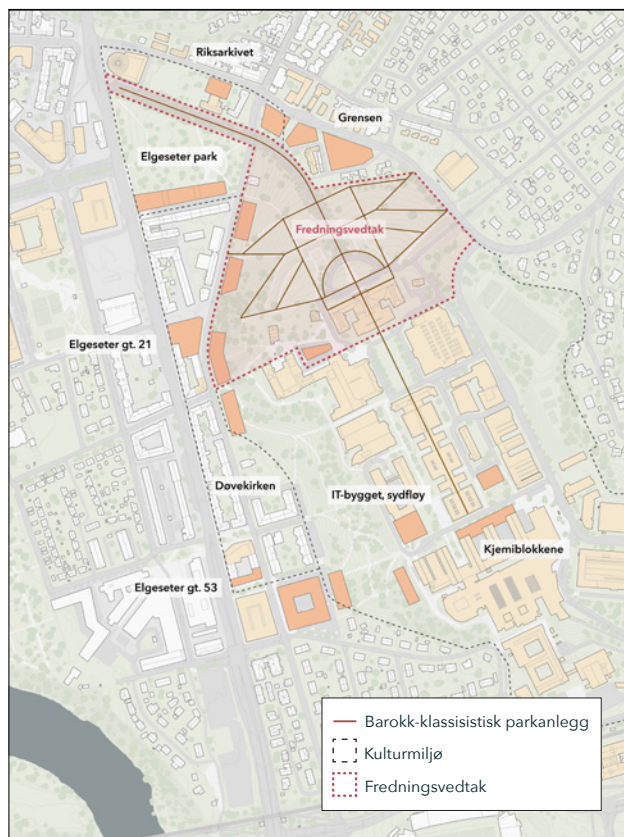 Riksarkivet
Grensen
Elgeseter park
Fredningsvedtak
Elgeseter gt. 21
Døvekirken
IT-bygget, sydfløy
Kjemiblokkene
Elgeseter gt. 53
Barokk-klassisistisk parkanlegg
Kulturmiljø
Fredningsvedtak